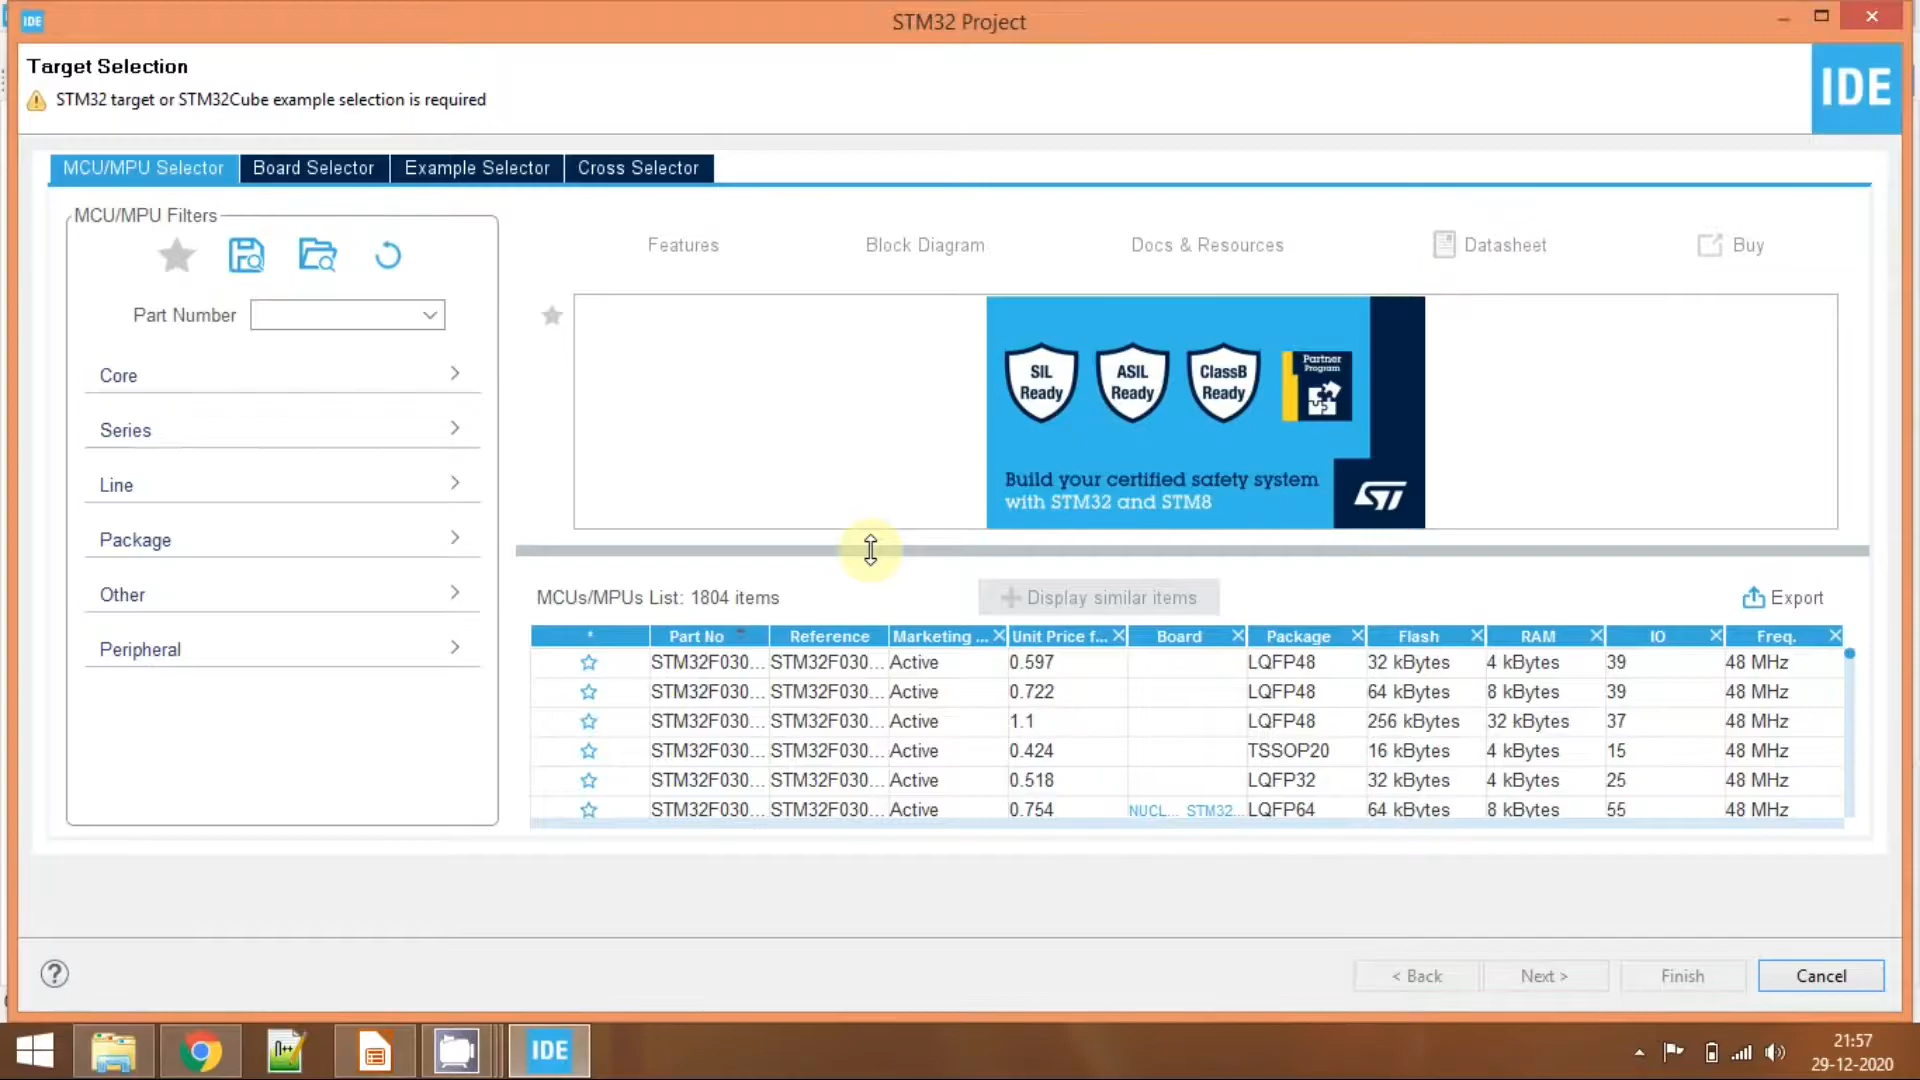 IDE
STM32 Project
Target Selection
STM32 target or STM32Cube example selection is required
IDE
MCU/MPU Selector
Board Selector
Example Selector
Cross Selector
MCU/MPU Filters
Part Number
Core
Series
Line
Package
Other
Peripheral
Features
Block Diagram
Docs & Resources
Datasheet
Buy
SIL
Ready
ASIL
Ready
ClassB
Ready
Partner
Program
Build your certified safety system
with STM32 and STM8
ST
MCUs/MPUs List: 1804 items
Display similar items
Export
* Part No Reference Marketing ... Unit Price f... Board Package Flash RAM IO Freq.
STM32F030... STM32F030... Active 0.597 LQFP48 32 kBytes 4 kBytes 39 48 MHz
STM32F030... STM32F030... Active 0.722 LQFP48 64 kBytes 8 kBytes 39 48 MHz
STM32F030... STM32F030... Active 1.1 LQFP48 256 kBytes 32 kBytes 37 48 MHz
STM32F030... STM32F030... Active 0.424 TSSOP20 16 kBytes 4 kBytes 15 48 MHz
STM32F030... STM32F030... Active 0.518 LQFP32 32 kBytes 4 kBytes 25 48 MHz
STM32F030... STM32F030... Active 0.754 NUCL... STM32... LQFP64 64 kBytes 8 kBytes 55 48 MHz
?
< Back
Next >
Finish
Cancel
IDE
21:57
29-12-2020